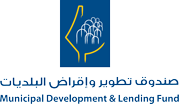 صندوق تطوير وإقراض البلديات
Municipal Development & Lending Fund